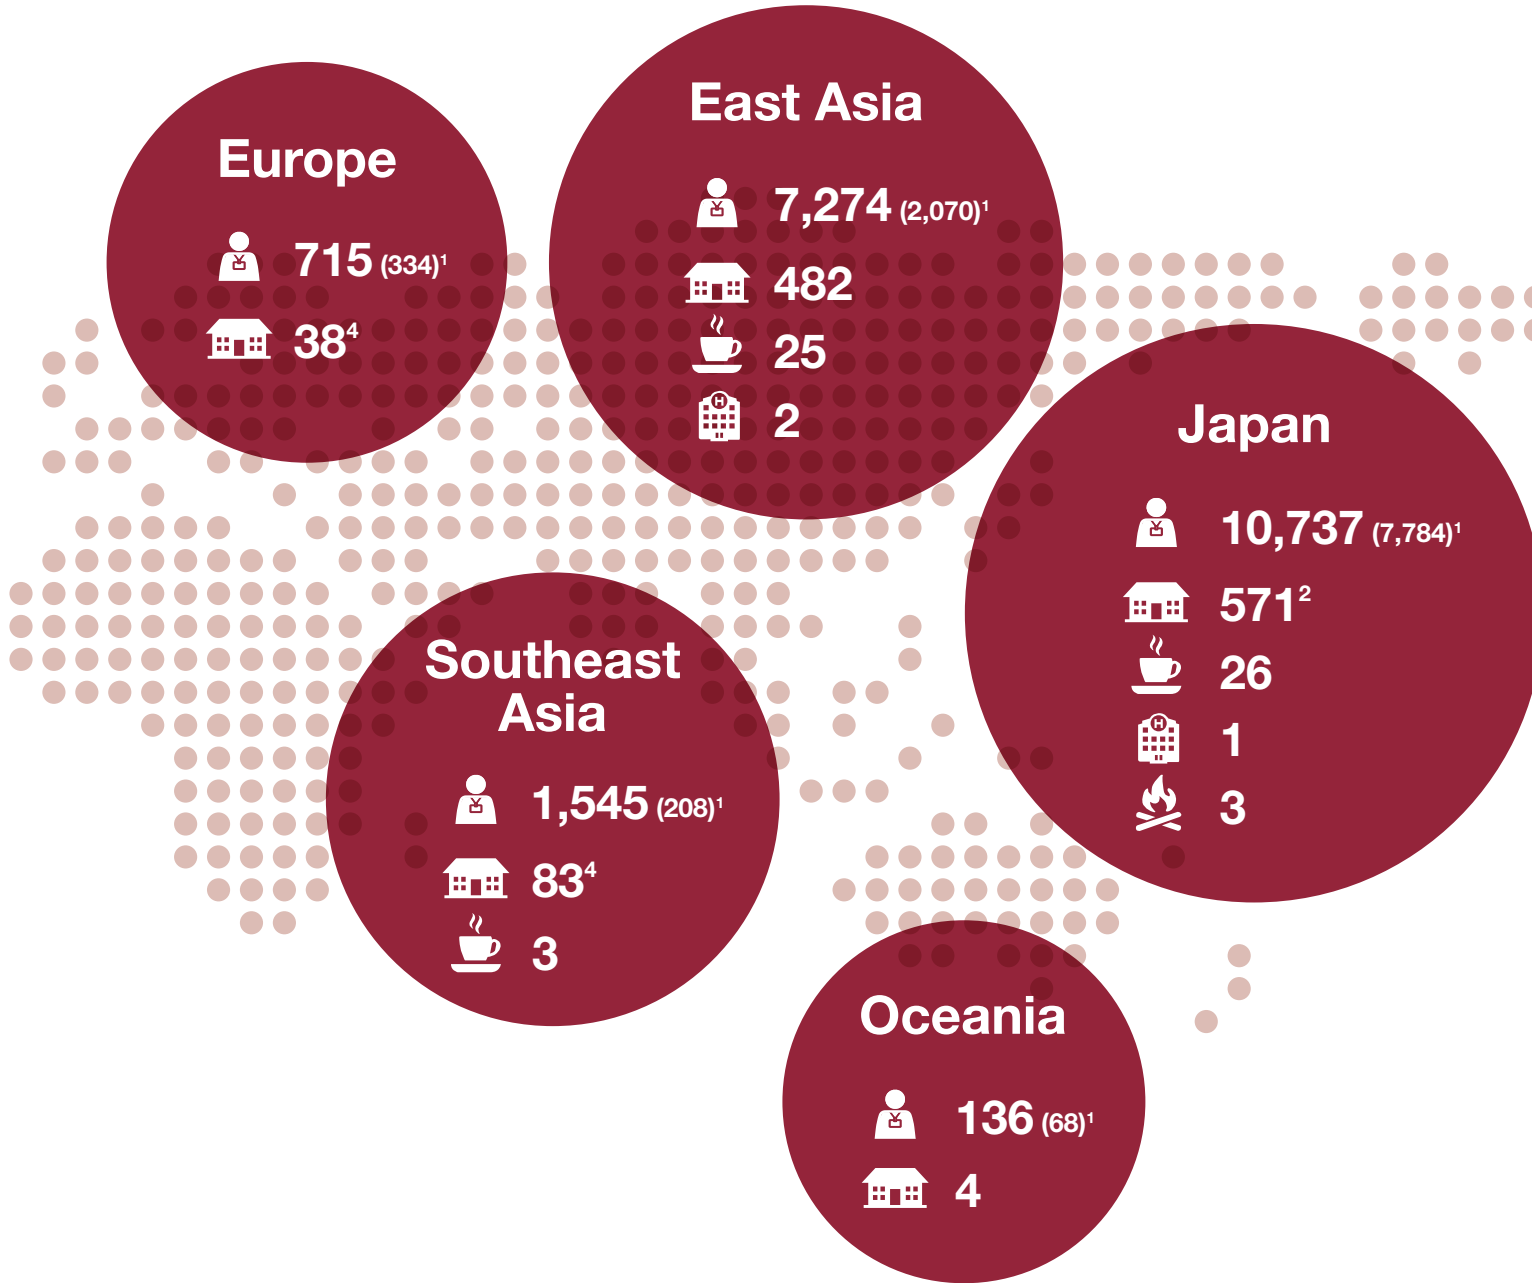 Europe
715 (334)¹
38⁴
East Asia
7,274 (2,070)¹
482
25
H
2
Japan
10,737 (7,784)¹
571²
26
H
1
3
Southeast
Asia
1,545 (208)¹
83⁴
3
Oceania
136 (68)¹
4